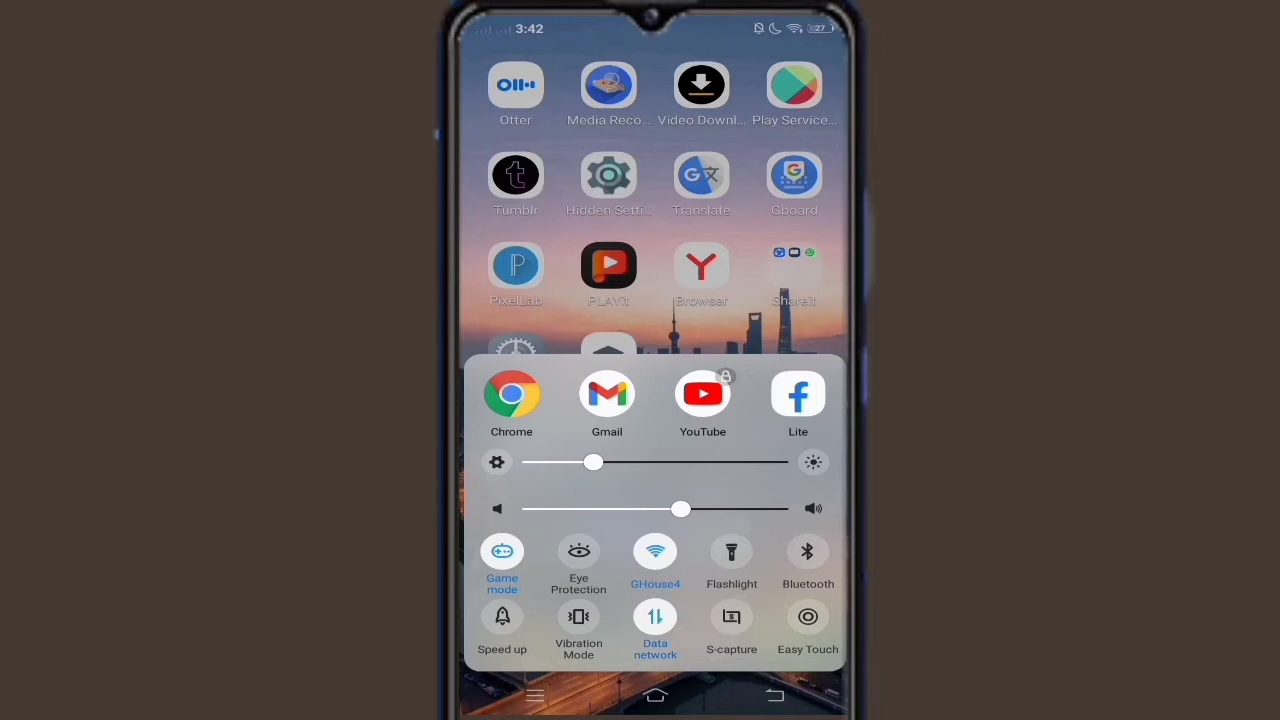 3:42
27
Otter
Media Reco...
Video Downl...
Play Service...
Tumblr
Hidden Setti...
Translate
Gboard
PixelLab
PLAYit
Browser
Shareit
Chrome
Gmail
YouTube
Lite
Game
mode
Eye
Protection
GHouse4
Flashlight
Bluetooth
Speed up
Vibration
Mode
Data
network
S-capture
Easy Touch